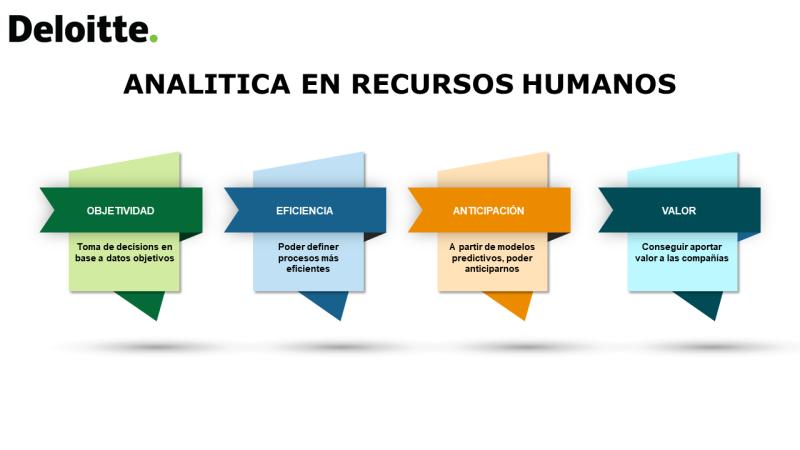 Deloitte.
ANALITICA EN RECURSOS HUMANOS
OBJETIVIDAD
Toma de decisions en
base a datos objetivos
EFICIENCIA
Poder definer
procesos más
eficientes
ANTICIPACIÓN
A partir de modelos
predictivos, poder
anticiparnos
VALOR
Conseguir aportar
valor a las compañías